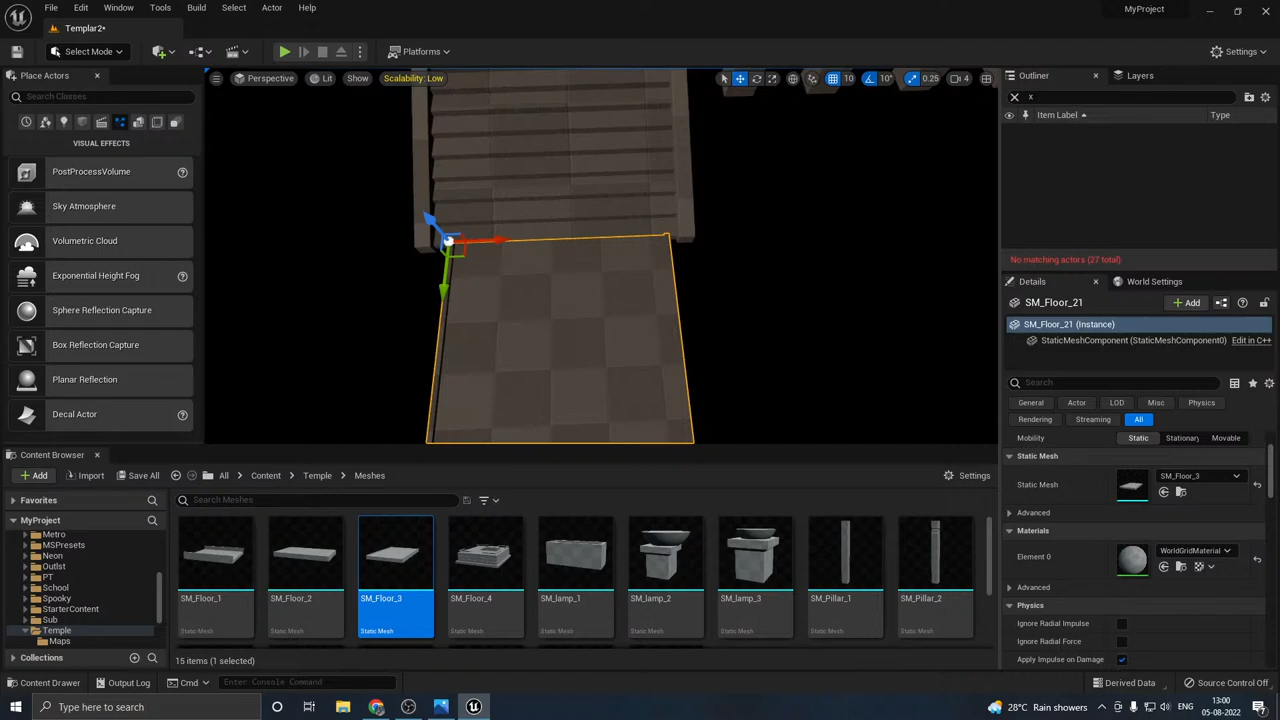 File Edit Window Tools Build Select Actor Help
MyProject
Templar2*
Select Mode
Platforms
Settings
Place Actors
Search Classes
VISUAL EFFECTS
PostProcessVolume
Sky Atmosphere
Volumetric Cloud
Exponential Height Fog
Sphere Reflection Capture
Box Reflection Capture
Planar Reflection
Decal Actor
Perspective Lit Show Scalability: Low
10 10° 0.25 4
Outliner Layers
x
Item Label Type
No matching actors (27 total)
Details World Settings
SM_Floor_21
Add
SM_Floor_21 (Instance)
StaticMeshComponent (StaticMeshComponent0) Edit in C++
Search
General Actor LOD Misc Physics
Rendering Streaming All
Mobility Static Stationary Movable
Static Mesh
Static Mesh SM_Floor_3
Advanced
Materials
Element 0 WorldGridMaterial
Advanced
Physics
Ignore Radial Impulse
Ignore Radial Force
Apply Impulse on Damage
Content Browser
Add Import Save All All Content Temple Meshes Settings
Favorites
MyProject
Metro
MSPresets
Neon
Outlst
PT
School
Spooky
StarterContent
Sub
Temple
Maps
Collections
Search Meshes
SM_Floor_1 SM_Floor_2 SM_Floor_3 SM_Floor_4 SM_lamp_1 SM_lamp_2 SM_lamp_3 SM_Pillar_1 SM_Pillar_2
Static Mesh Static Mesh Static Mesh Static Mesh Static Mesh Static Mesh Static Mesh Static Mesh Static Mesh
15 items (1 selected)
Content Drawer Output Log Cmd Enter Console Command Derived Data Source Control Off
Type here to search
28°C Rain showers ENG 13:00
05-08-2022